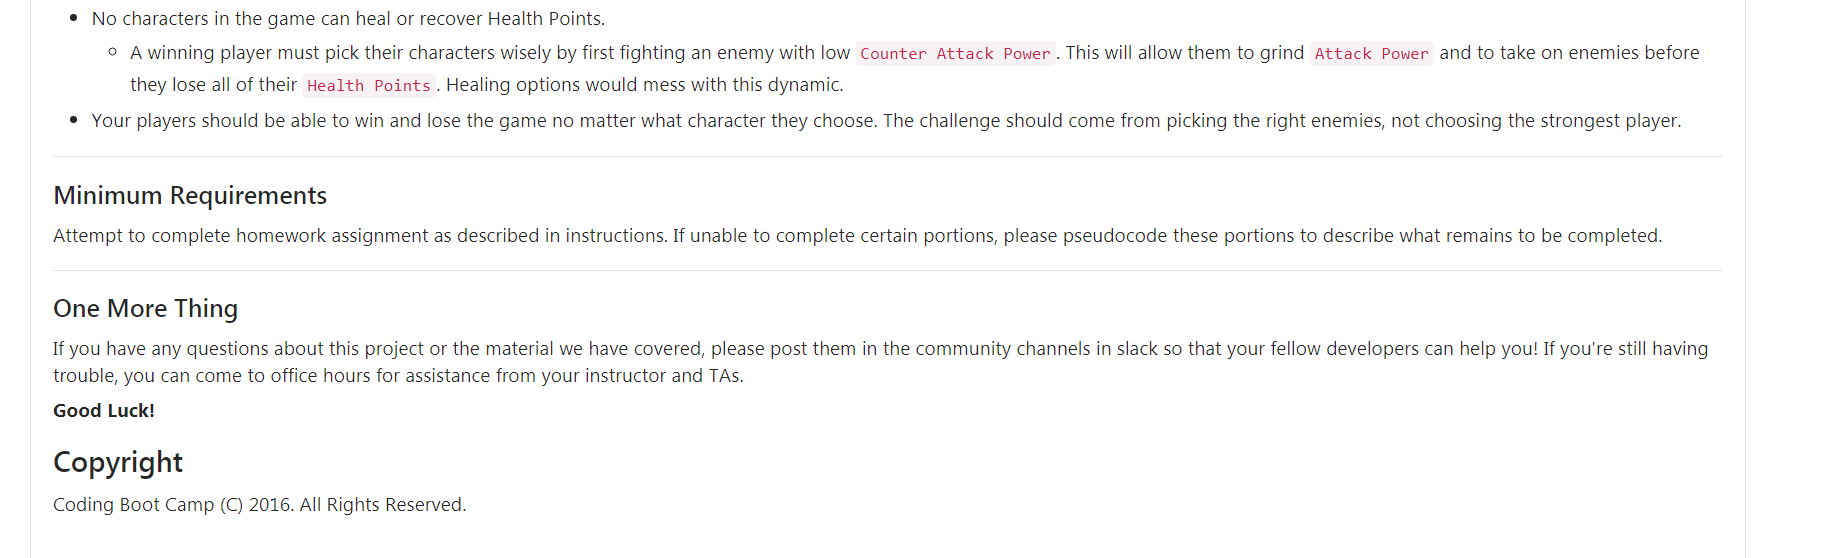 No characters in the game can heal or recover Health Points.
A winning player must pick their characters wisely by first fighting an enemy with low Counter Attack Power. This will allow them to grind Attack Power and to take on enemies before
they lose all of their Health Points. Healing options would mess with this dynamic.
Your players should be able to win and lose the game no matter what character they choose. The challenge should come from picking the right enemies, not choosing the strongest player.
Minimum Requirements
Attempt to complete homework assignment as described in instructions. If unable to complete certain portions, please pseudocode these portions to describe what remains to be completed.
One More Thing
If you have any questions about this project or the material we have covered, please post them in the community channels in slack so that your fellow developers can help you! If you're still having
trouble, you can come to office hours for assistance from your instructor and TAs.
Good Luck!
Copyright
Coding Boot Camp (C) 2016. All Rights Reserved.